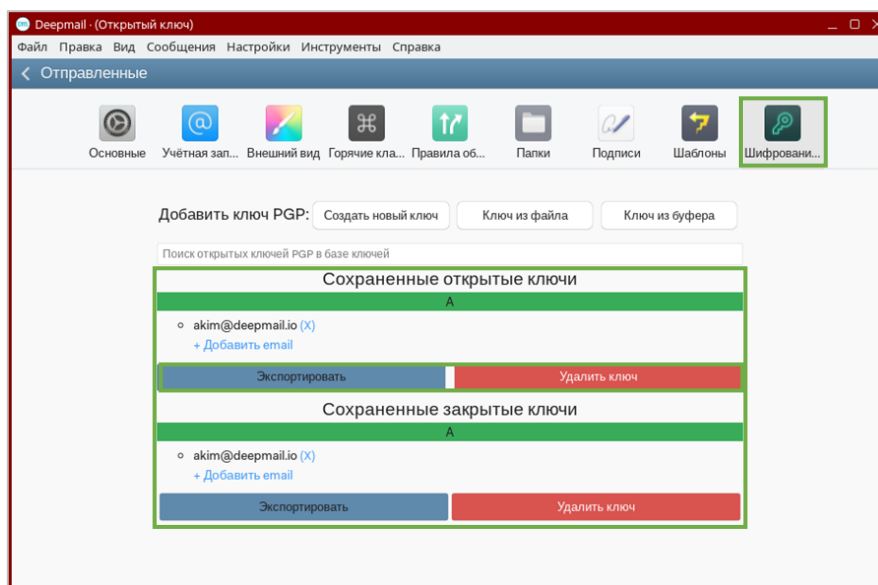 Deepmail · (Открытый ключ)
Файл Правка Вид Сообщения Настройки Инструменты Справка
Отправленные
Основные Учётная зап... Внешний вид Горячие кла... Правила об... Папки Подписи Шаблоны Шифровани...
Добавить ключ PGP: Создать новый ключ Ключ из файла Ключ из буфера
Поиск открытых ключей PGP в базе ключей
Сохраненные открытые ключи
A
akim@deepmail.io (X)
+ Добавить email
Экспортировать Удалить ключ
Сохраненные закрытые ключи
A
akim@deepmail.io (X)
+ Добавить email
Экспортировать Удалить ключ